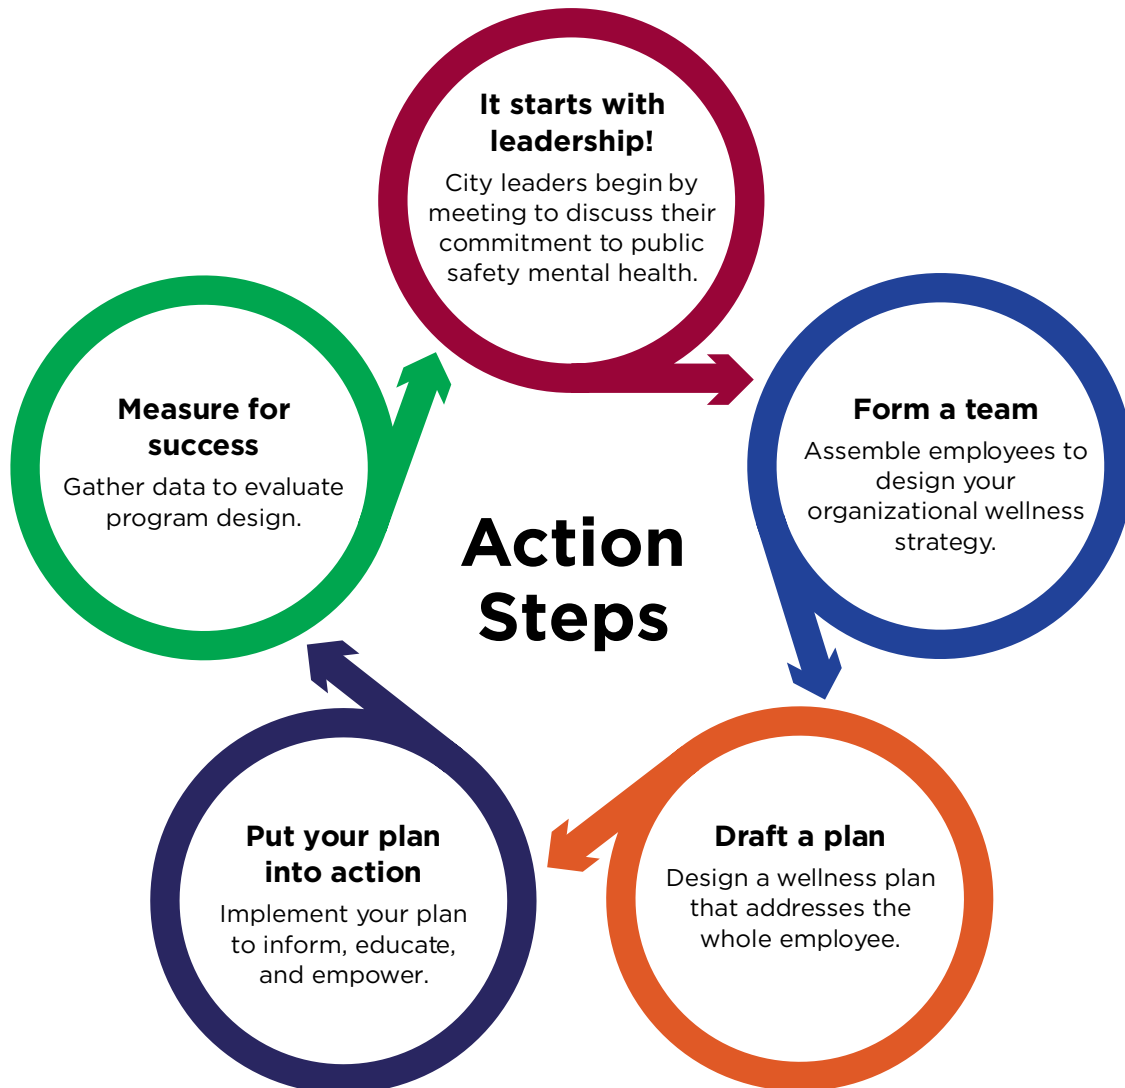 It starts with
leadership!
City leaders begin by
meeting to discuss their
commitment to public
safety mental health.
Form a team
Assemble employees to
design your
organizational wellness
strategy.
Draft a plan
Design a wellness plan
that addresses the
whole employee.
Put your plan
into action
Implement your plan
to inform, educate,
and empower.
Measure for
success
Gather data to evaluate
program design.
Action
Steps